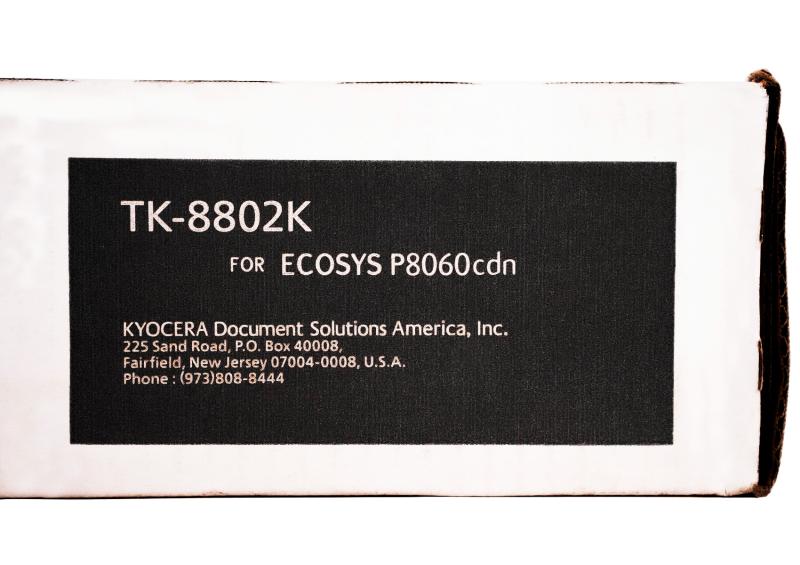 TK-8802K
FOR ECOSYS P8060cdn
KYOCERA Document Solutions America, Inc.
225 Sand Road, P.O. Box 40008,
Fairfield, New Jersey 07004-0008, U.S.A.
Phone : (973)808-8444